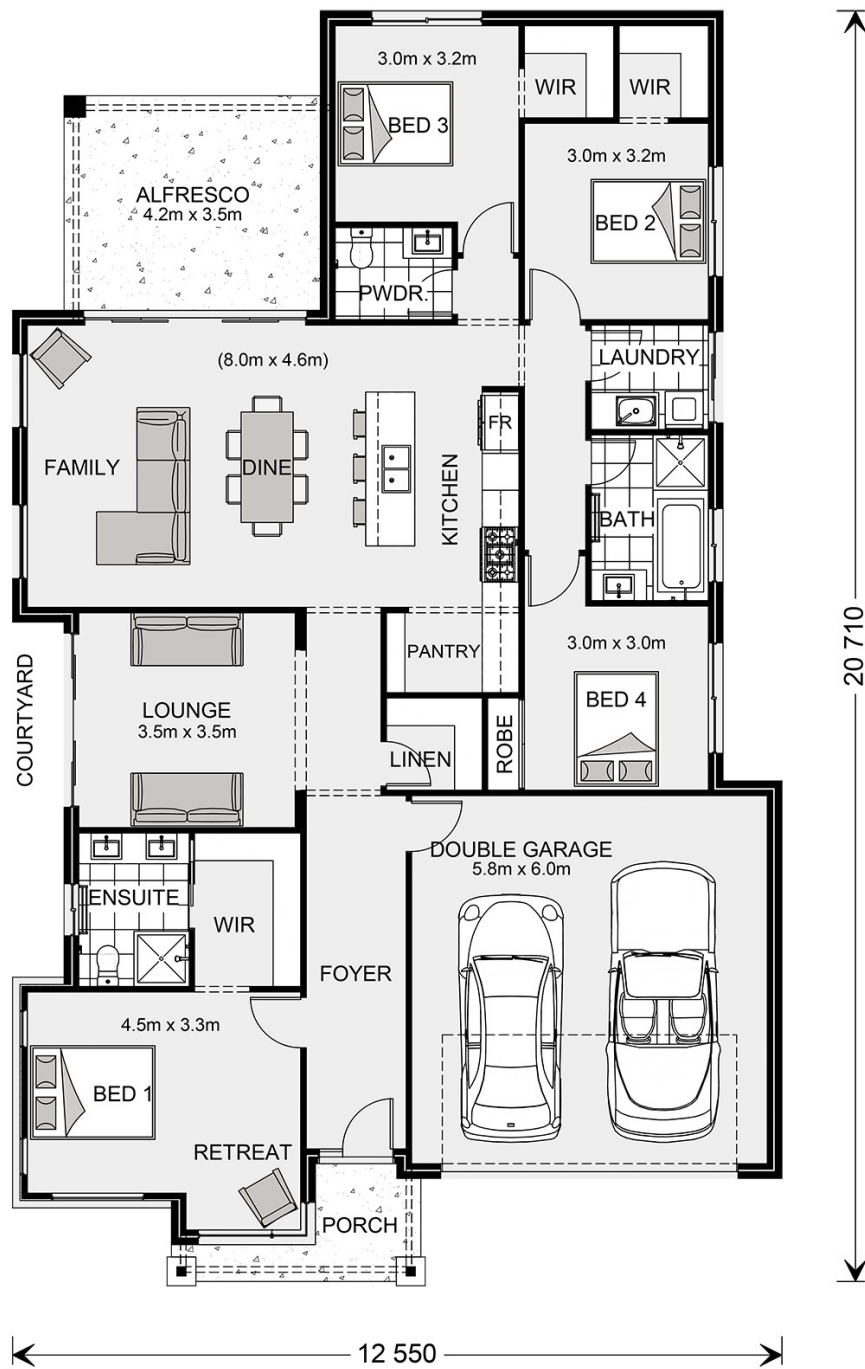 3.0m x 3.2m
WIR
WIR
BED 3
3.0m x 3.2m
ALFRESCO
4.2m x 3.5m
BED 2
PWDR.
(8.0m x 4.6m)
LAUNDRY
FR
FAMILY
DINE
KITCHEN
BATH
20 710
3.0m x 3.0m
PANTRY
COURTYARD
BED 4
LOUNGE
3.5m x 3.5m
LINEN
ROBE
DOUBLE GARAGE
5.8m x 6.0m
ENSUITE
WIR
FOYER
4.5m x 3.3m
BED 1
RETREAT
PORCH
12 550